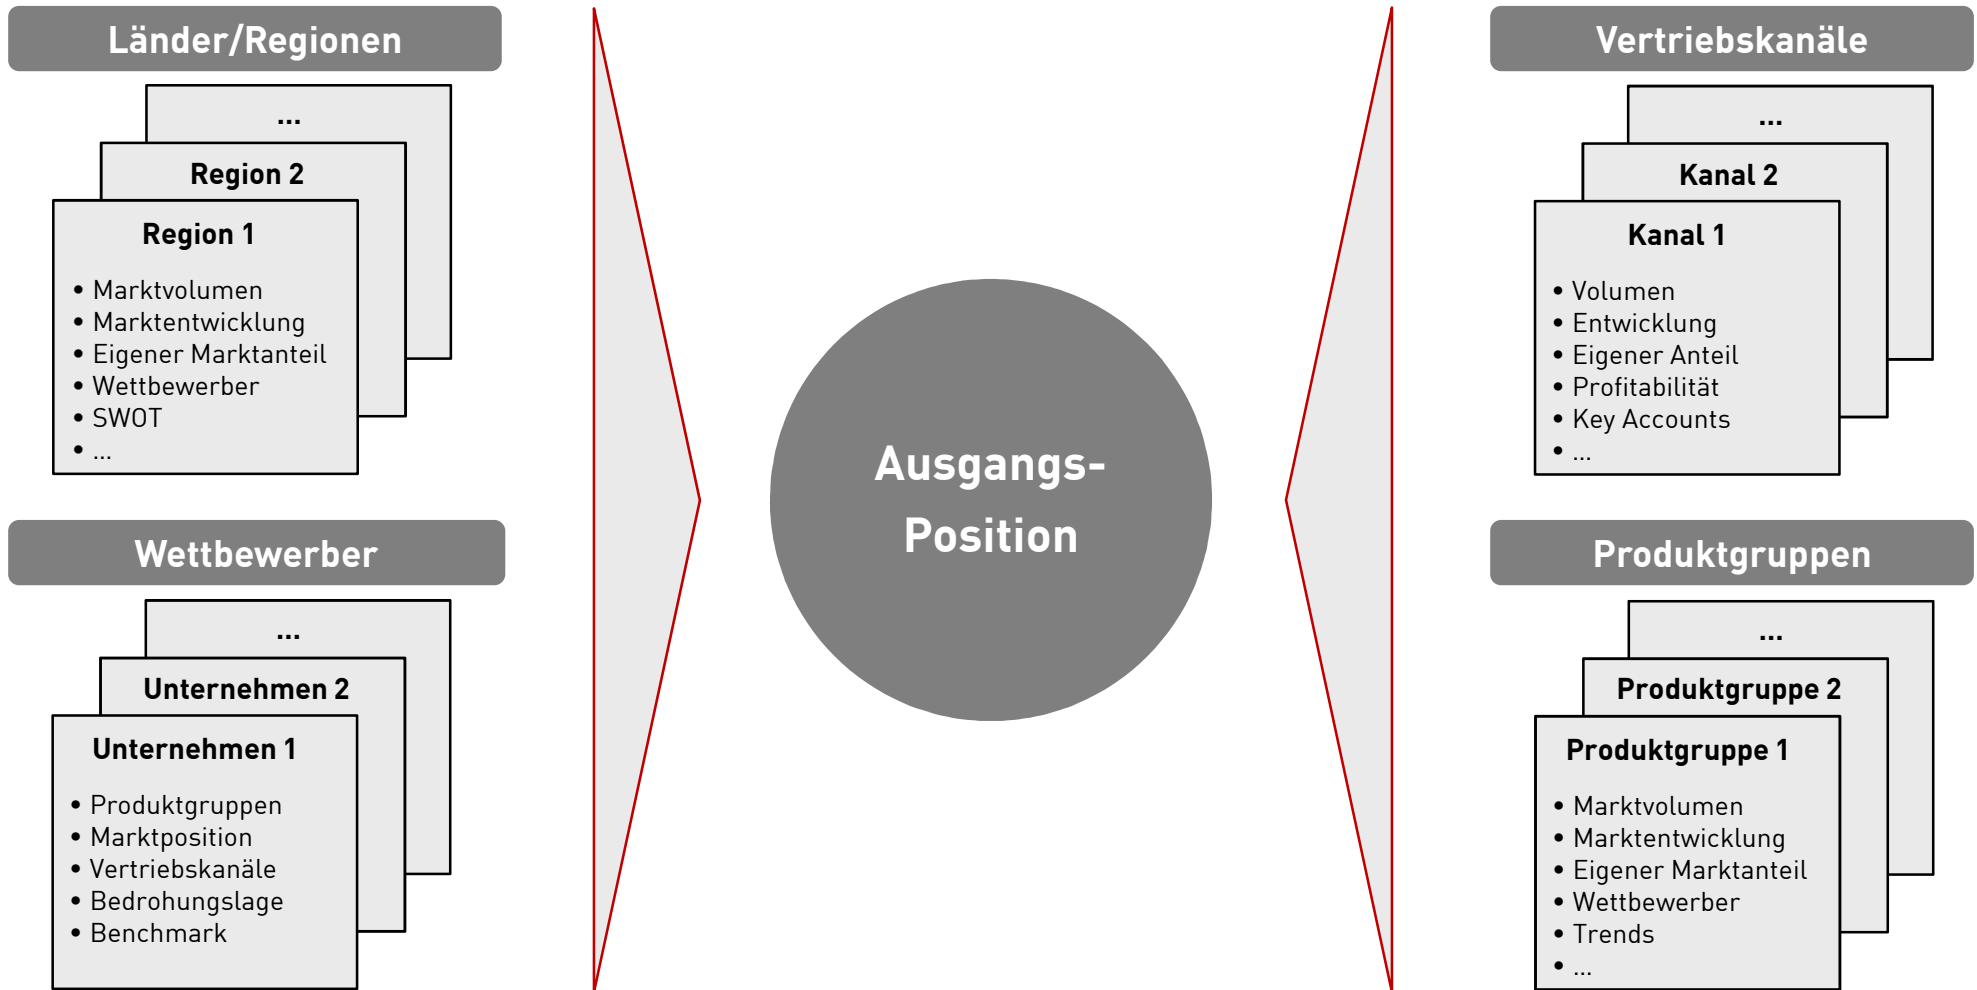 Länder/Regionen
...
Region 2
Region 1
• Marktvolumen
• Marktentwicklung
• Eigener Marktanteil
• Wettbewerber
• SWOT
• ...
Wettbewerber
...
Unternehmen 2
Unternehmen 1
• Produktgruppen
• Marktposition
• Vertriebskanäle
• Bedrohungslage
• Benchmark
Ausgangs-
Position
Vertriebskanäle
...
Kanal 2
Kanal 1
• Volumen
• Entwicklung
• Eigener Anteil
• Profitabilität
• Key Accounts
• ...
Produktgruppen
...
Produktgruppe 2
Produktgruppe 1
• Marktvolumen
• Marktentwicklung
• Eigener Marktanteil
• Wettbewerber
• Trends
• ...